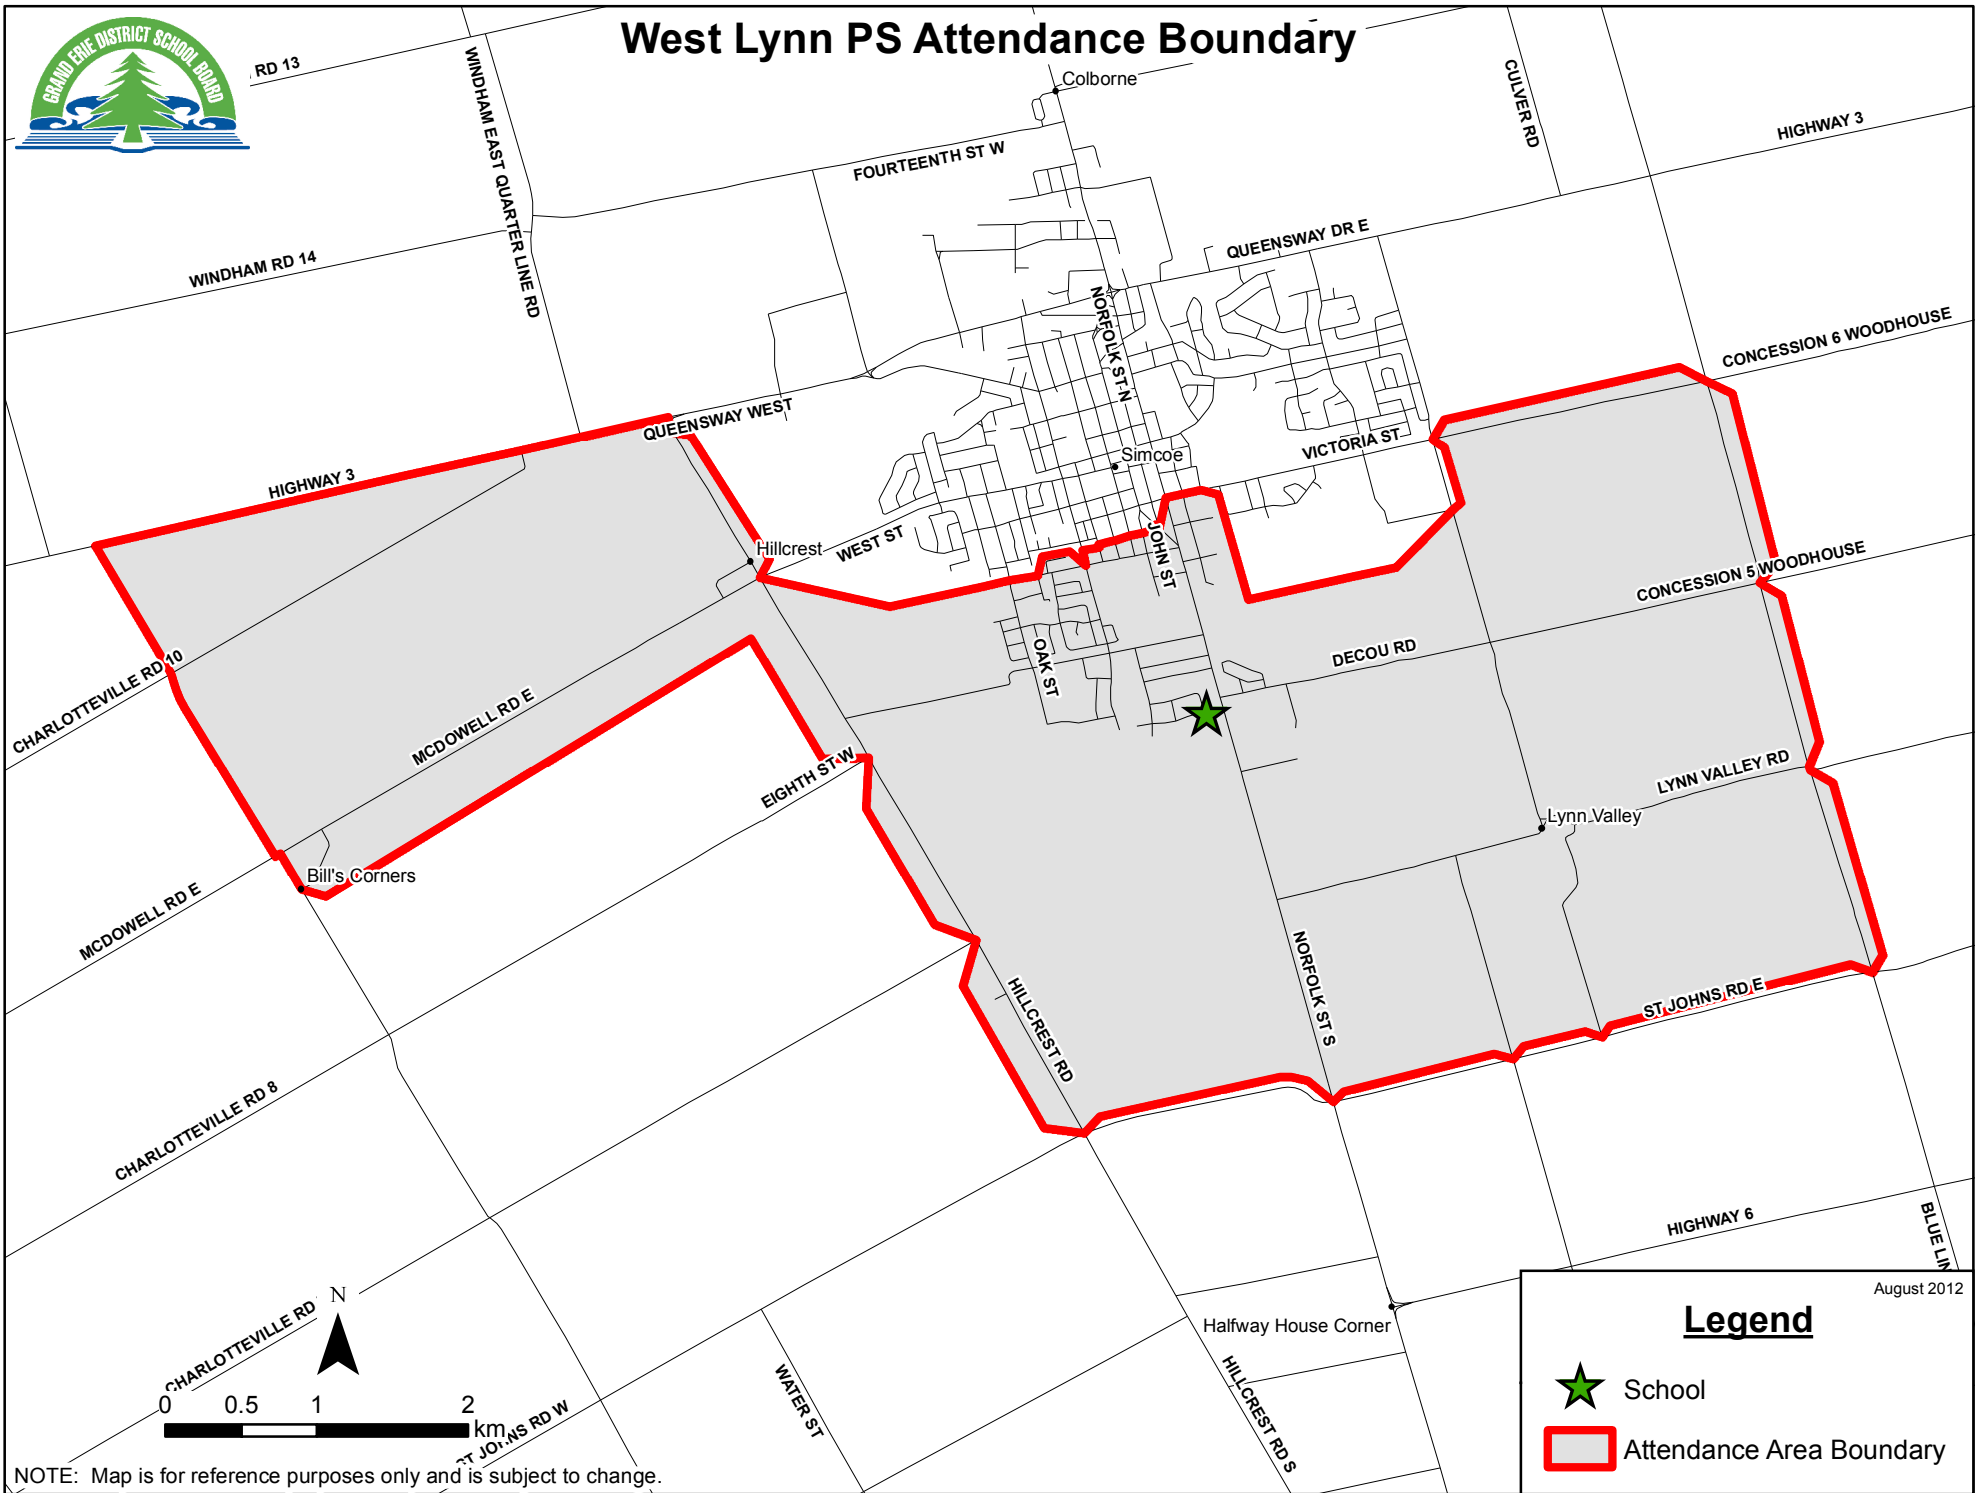 West Lynn PS Attendance Boundary
GRAND ERIE DISTRICT SCHOOL BOARD
RD 13
WINDHAM EAST QUARTER LINE RD
Colborne
CULVER RD
HIGHWAY 3
FOURTEENTH ST W
WINDHAM RD 14
QUEENSWAY DR E
NORFOLK ST N
CONCESSION 6 WOODHOUSE
QUEENSWAY WEST
VICTORIA ST
Simcoe
HIGHWAY 3
Hillcrest
WEST ST
JOHN ST
CONCESSION 5 WOODHOUSE
DECOU RD
OAK ST
CHARLOTTEVILLE RD 10
MCDOWELL RD E
EIGHTH ST W
LYNN VALLEY RD
Lynn Valley
Bill's Corners
MCDOWELL RD E
NORFOLK ST S
HILLCREST RD
ST JOHNS RD E
CHARLOTTEVILLE RD 8
HIGHWAY 6
BLUE LIN
N
CHARLOTTEVILLE RD
Halfway House Corner
WATER ST
HILLCREST RD S
ST JOHNS RD W
0 0.5 1 2
km
NOTE: Map is for reference purposes only and is subject to change.
August 2012
Legend
School
Attendance Area Boundary